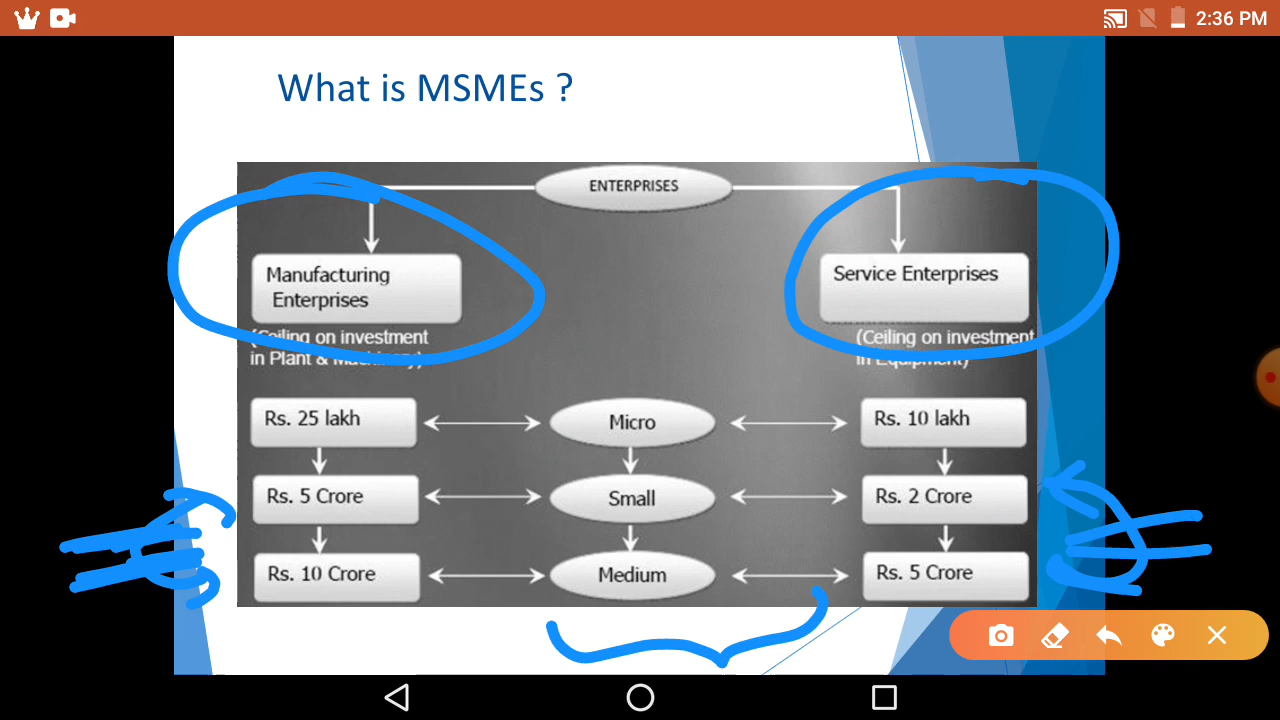 2:36 PM
What is MSMEs ?
ENTERPRISES
Manufacturing
Enterprises
Service Enterprises
(Ceiling on investment
in Plant & Machinery)
(Ceiling on investment
in Equipment)
Rs. 25 lakh
Micro
Rs. 10 lakh
Rs. 5 Crore
Small
Rs. 2 Crore
Rs. 10 Crore
Medium
Rs. 5 Crore